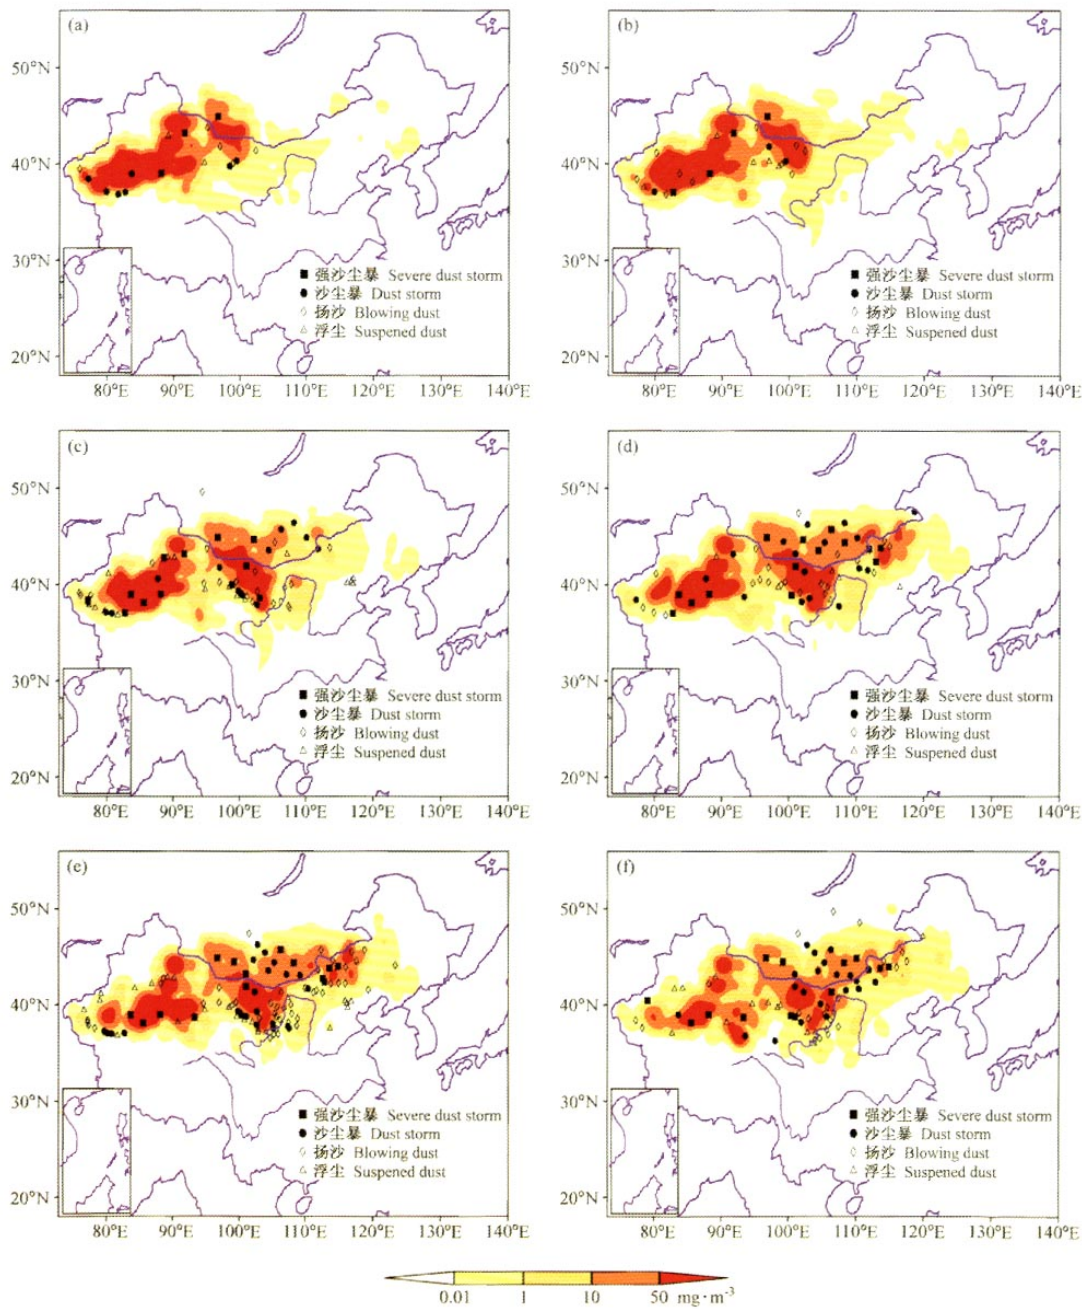 (a)
(b)
50°N
50°N
40°N
40°N
30°N
30°N
20°N
20°N
■ 强沙尘暴 Severe dust storm
● 沙尘暴 Dust storm
◊ 扬沙 Blowing dust
△ 浮尘 Suspened dust
■ 强沙尘暴 Severe dust storm
● 沙尘暴 Dust storm
◊ 扬沙 Blowing dust
△ 浮尘 Suspened dust
80°E 90°E 100°E 110°E 120°E 130°E 140°E
80°E 90°E 100°E 110°E 120°E 130°E 140°E
(c)
(d)
50°N
50°N
40°N
40°N
30°N
30°N
20°N
20°N
■ 强沙尘暴 Severe dust storm
● 沙尘暴 Dust storm
◊ 扬沙 Blowing dust
△ 浮尘 Suspened dust
■ 强沙尘暴 Severe dust storm
● 沙尘暴 Dust storm
◊ 扬沙 Blowing dust
△ 浮尘 Suspened dust
80°E 90°E 100°E 110°E 120°E 130°E 140°E
80°E 90°E 100°E 110°E 120°E 130°E 140°E
(e)
(f)
50°N
50°N
40°N
40°N
30°N
30°N
20°N
20°N
■ 强沙尘暴 Severe dust storm
● 沙尘暴 Dust storm
◊ 扬沙 Blowing dust
△ 浮尘 Suspened dust
■ 强沙尘暴 Severe dust storm
● 沙尘暴 Dust storm
◊ 扬沙 Blowing dust
△ 浮尘 Suspened dust
80°E 90°E 100°E 110°E 120°E 130°E 140°E
80°E 90°E 100°E 110°E 120°E 130°E 140°E
0.01 1 10 50 mg·m⁻³